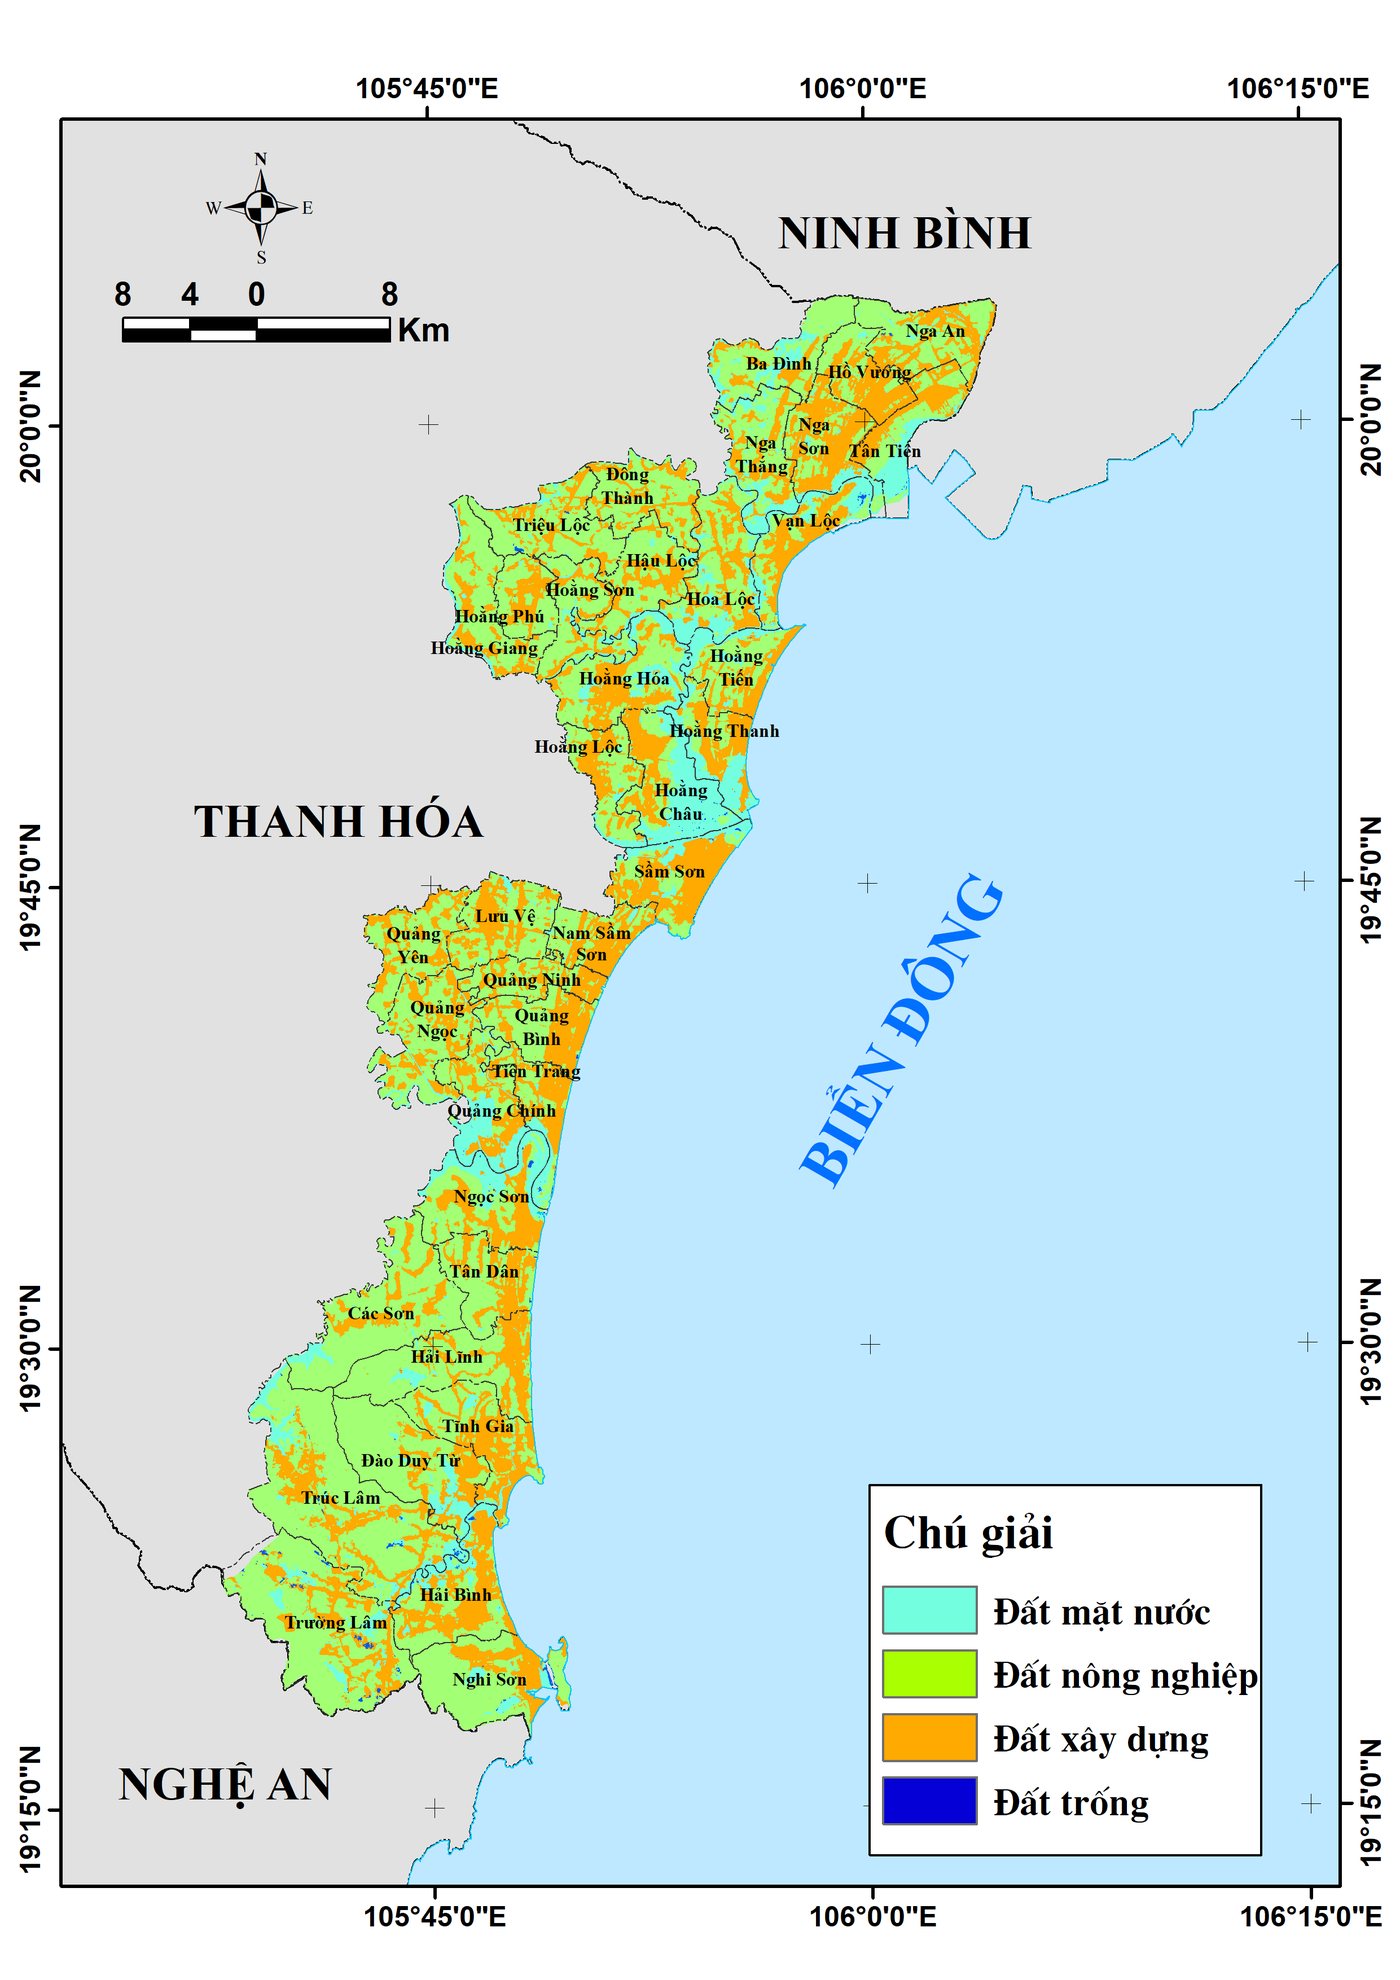 105°45'0"E
106°0'0"E
106°15'0"E
N
W
E
S
NINH BÌNH
8
4
0
8
Km
Nga An
Ba Đình
Hồ Vương
20°0'0"N
20°0'0"N
Nga
Sơn
Nga
Thắng
Tân Tiến
Đông
Thành
Triệu Lộc
Vạn Lộc
Hậu Lộc
Hoằng Sơn
Hoa Lộc
Hoằng Phú
Hoằng Giang
Hoằng
Tiến
Hoằng Hóa
Hoằng Thanh
Hoằng Lộc
Hoằng
Châu
THANH HÓA
Sầm Sơn
19°45'0"N
19°45'0"N
Lưu Vệ
Quảng
Yên
Nam Sầm
Sơn
Quảng Ninh
Quảng
Ngọc
Quảng
Bình
Tiên Trang
Quảng Chính
BIỂN ĐÔNG
Ngọc Sơn
Tân Dân
Các Sơn
Hải Lĩnh
19°30'0"N
19°30'0"N
Tĩnh Gia
Đào Duy Từ
Trúc Lâm
Hải Bình
Trường Lâm
Nghi Sơn
Chú giải
Đất mặt nước
Đất nông nghiệp
Đất xây dựng
Đất trống
NGHỆ AN
19°15'0"N
19°15'0"N
105°45'0"E
106°0'0"E
106°15'0"E